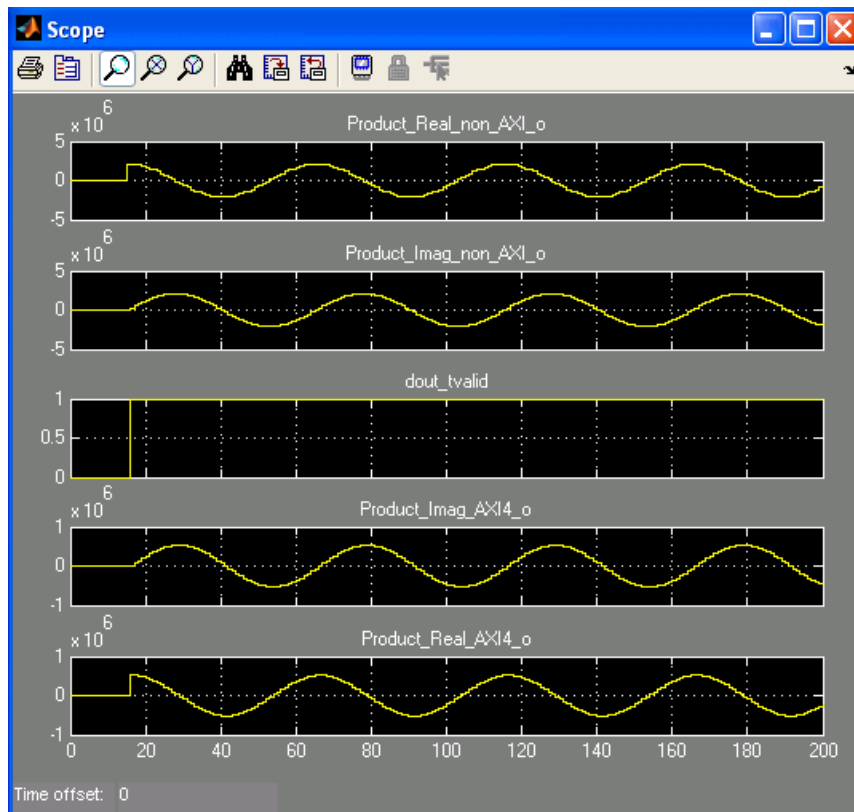 Scope
x 10 6
Product_Real_non_AXI_o
5
0
-5
x 10 6
Product_Imag_non_AXI_o
5
0
-5
dout_tvalid
1
0.5
0
x 10 6
Product_Imag_AXI4_o
1
0
-1
x 10 6
Product_Real_AXI4_o
1
0
-1
0 20 40 60 80 100 120 140 160 180 200
Time offset: 0